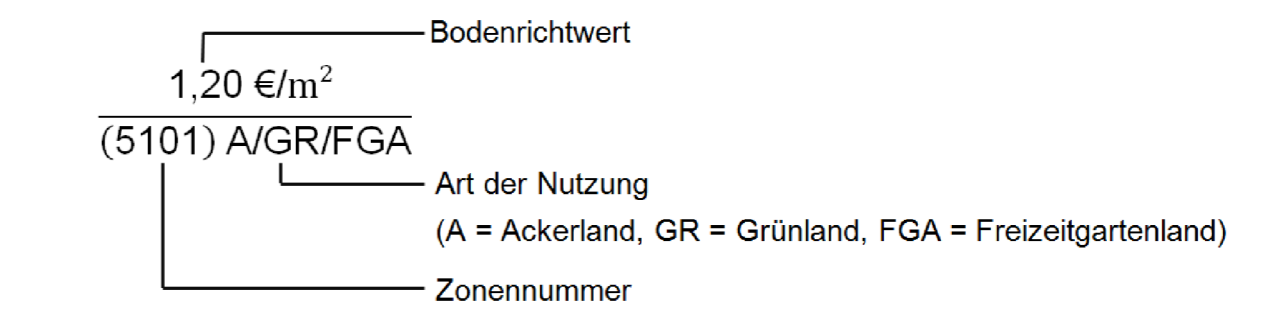 Bodenrichtwert
1,20 €/m²
(5101) A/GR/FGA
Art der Nutzung
(A = Ackerland, GR = Grünland, FGA = Freizeitgartenland)
Zonennummer